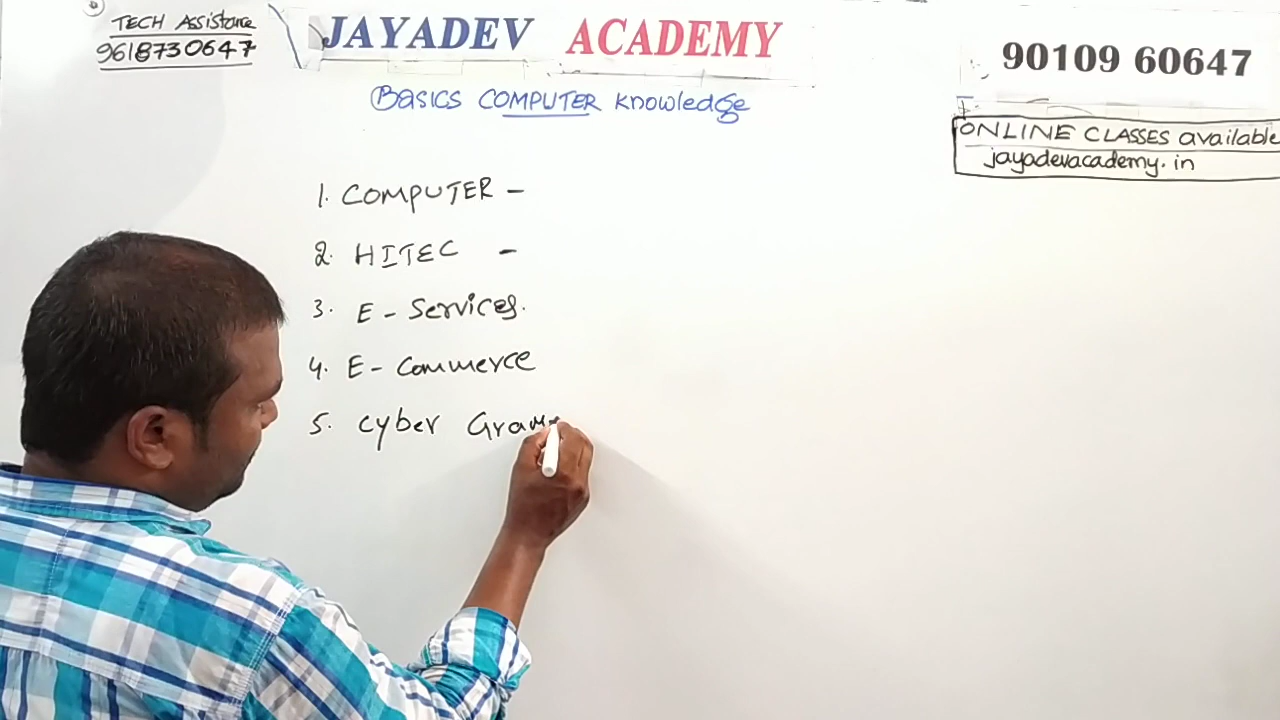 TECH Assistance
9618730647
JAYADEV ACADEMY
90109 60647
Basics COMPUTER knowledge
ONLINE CLASSES available
jayadevacademy.in
1. COMPUTER -
2. HITEC -
3. E - Services.
4. E - Commerce
5. Cyber Gram